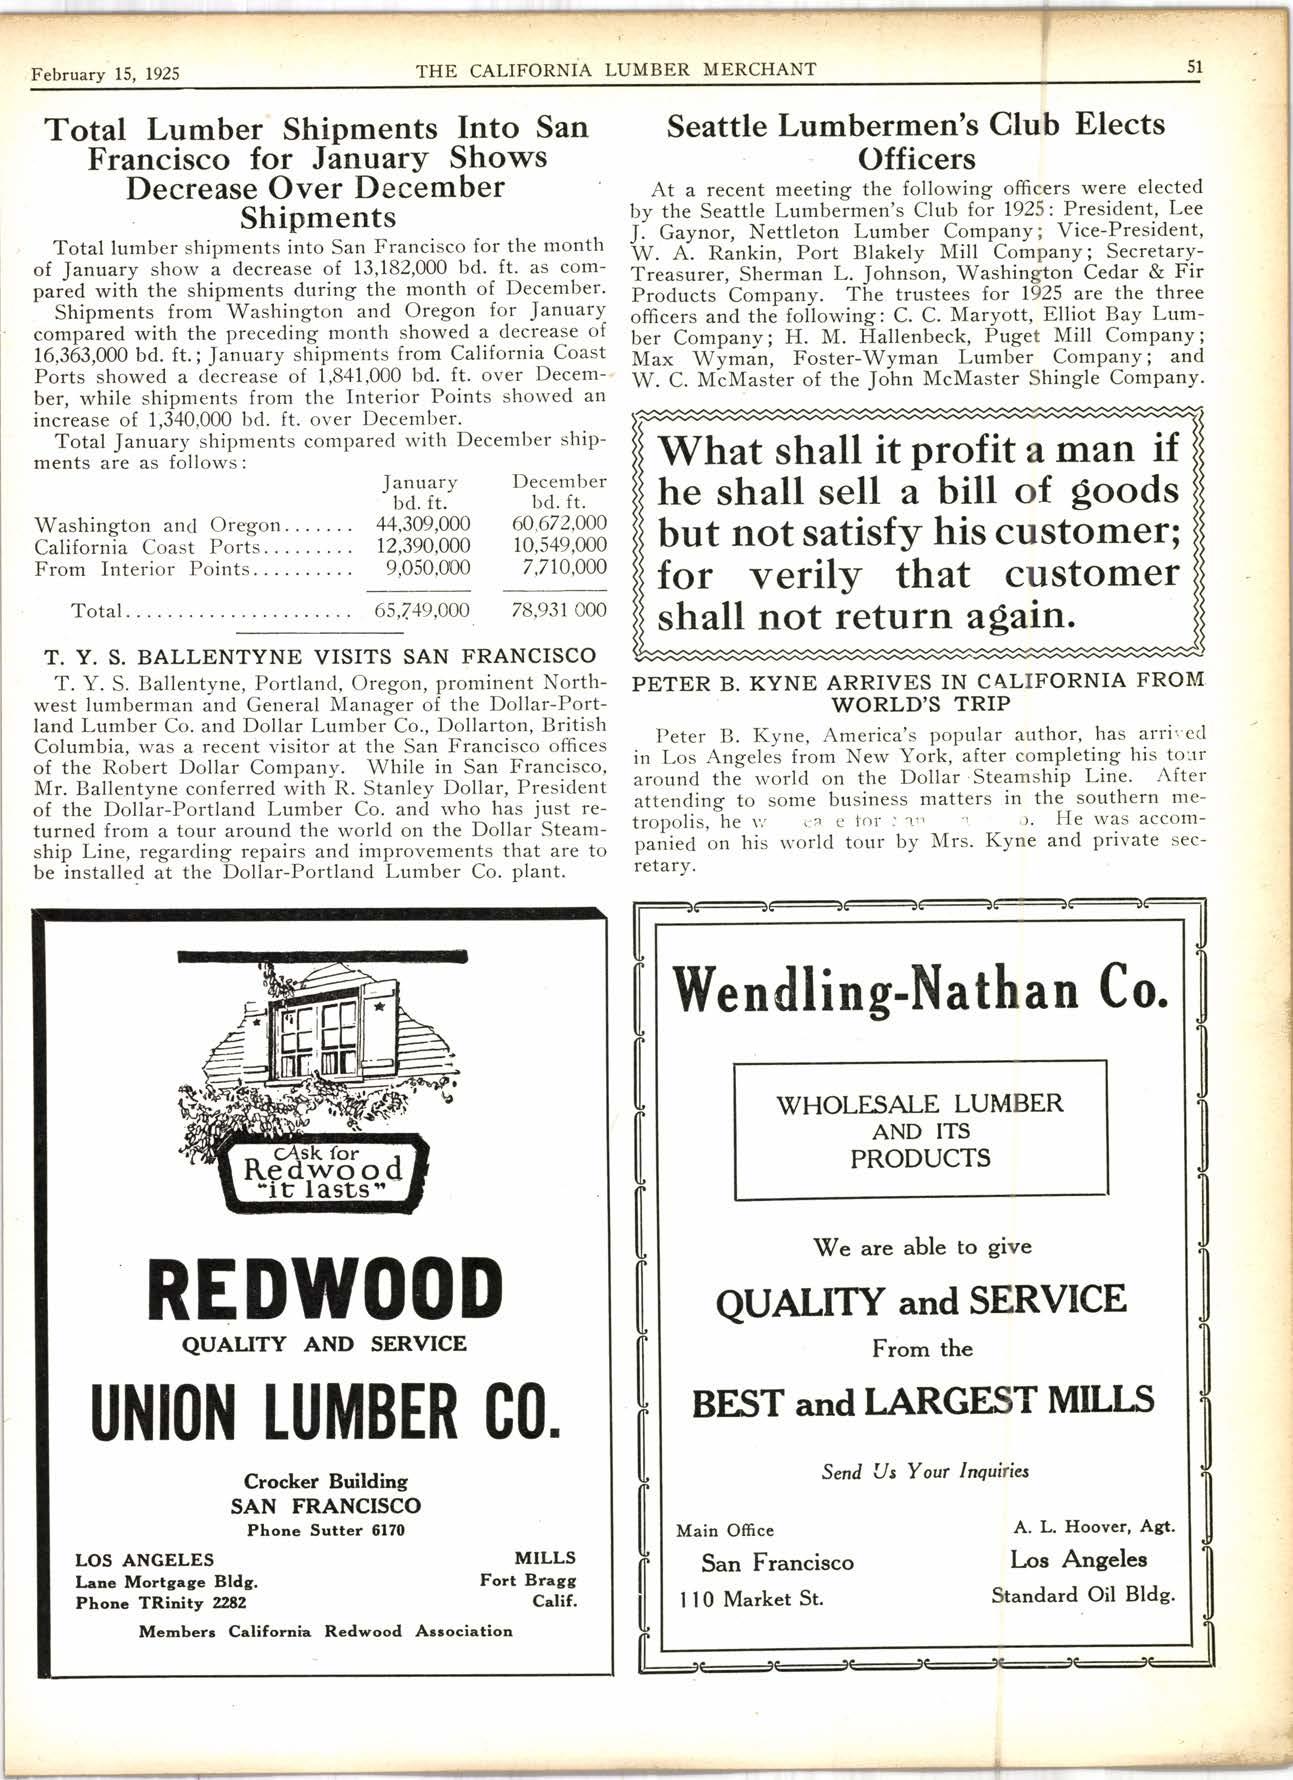 February 15, 1925
THE CALIFORNIA LUMBER MERCHANT
51
Total Lumber Shipments Into San
Francisco for January Shows
Decrease Over December
Shipments
Total lumber shipments into San Francisco for the month
of January show a decrease of 13,182,000 bd. ft. as com-
pared with the shipments during the month of December.
Shipments from Washington and Oregon for January
compared with the preceding month showed a decrease of
16,363,000 bd. ft.; January shipments from California Coast
Ports showed a decrease of 1,841,000 bd. ft. over Decem-
ber, while shipments from the Interior Points showed an
increase of 1,340,000 bd. ft. over December.
Total January shipments compared with December ship-
ments are as follows:
January December
bd. ft. bd. ft.
Washington and Oregon....... 44,309,000 60,672,000
California Coast Ports......... 12,390,000 10,549,000
From Interior Points.......... 9,050,000 7,710,000
Total...................... 65,749,000 78,931 000
T. Y. S. BALLENTYNE VISITS SAN FRANCISCO
T. Y. S. Ballentyne, Portland, Oregon, prominent North-
west lumberman and General Manager of the Dollar-Port-
land Lumber Co. and Dollar Lumber Co., Dollarton, British
Columbia, was a recent visitor at the San Francisco offices
of the Robert Dollar Company. While in San Francisco,
Mr. Ballentyne conferred with R. Stanley Dollar, President
of the Dollar-Portland Lumber Co. and who has just re-
turned from a tour around the world on the Dollar Steam-
ship Line, regarding repairs and improvements that are to
be installed at the Dollar-Portland Lumber Co. plant.
Seattle Lumbermen's Club Elects
Officers
At a recent meeting the following officers were elected
by the Seattle Lumbermen's Club for 1925: President, Lee
J. Gaynor, Nettleton Lumber Company; Vice-President,
W. A. Rankin, Port Blakely Mill Company; Secretary-
Treasurer, Sherman L. Johnson, Washington Cedar & Fir
Products Company. The trustees for 1925 are the three
officers and the following: C. C. Maryott, Elliot Bay Lum-
ber Company; H. M. Hallenbeck, Puget Mill Company;
Max Wyman, Foster-Wyman Lumber Company; and
W. C. McMaster of the John McMaster Shingle Company.
What shall it profit a man if
he shall sell a bill of goods
but not satisfy his customer;
for verily that customer
shall not return again.
PETER B. KYNE ARRIVES IN CALIFORNIA FROM
WORLD'S TRIP
Peter B. Kyne, America's popular author, has arrived
in Los Angeles from New York, after completing his tour
around the world on the Dollar Steamship Line. After
attending to some business matters in the southern me-
tropolis, he He was accom-
panied on his world tour by Mrs. Kyne and private sec-
retary.
Ask for
Redwood
"it lasts"
REDWOOD
QUALITY AND SERVICE
UNION LUMBER CO.
Crocker Building
SAN FRANCISCO
Phone Sutter 6170
LOS ANGELES MILLS
Lane Mortgage Bldg. Fort Bragg
Phone TRinity 2282 Calif.
Members California Redwood Association
Wendling-Nathan Co.
WHOLESALE LUMBER
AND ITS
PRODUCTS
We are able to give
QUALITY and SERVICE
From the
BEST and LARGEST MILLS
Send Us Your Inquiries
Main Office A. L. Hoover, Agt.
San Francisco Los Angeles
110 Market St. Standard Oil Bldg.